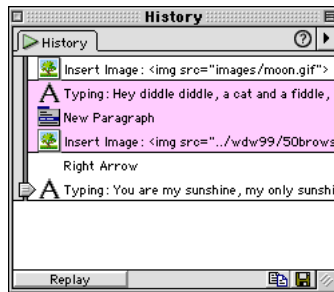 History
History
?
Insert Image: <img src="images/moon.gif">
A Typing: Hey diddle diddle, a cat and a fiddle,
New Paragraph
Insert Image: <img src="../wdw99/50brows
Right Arrow
A Typing: You are my sunshine, my only sunshi
Replay